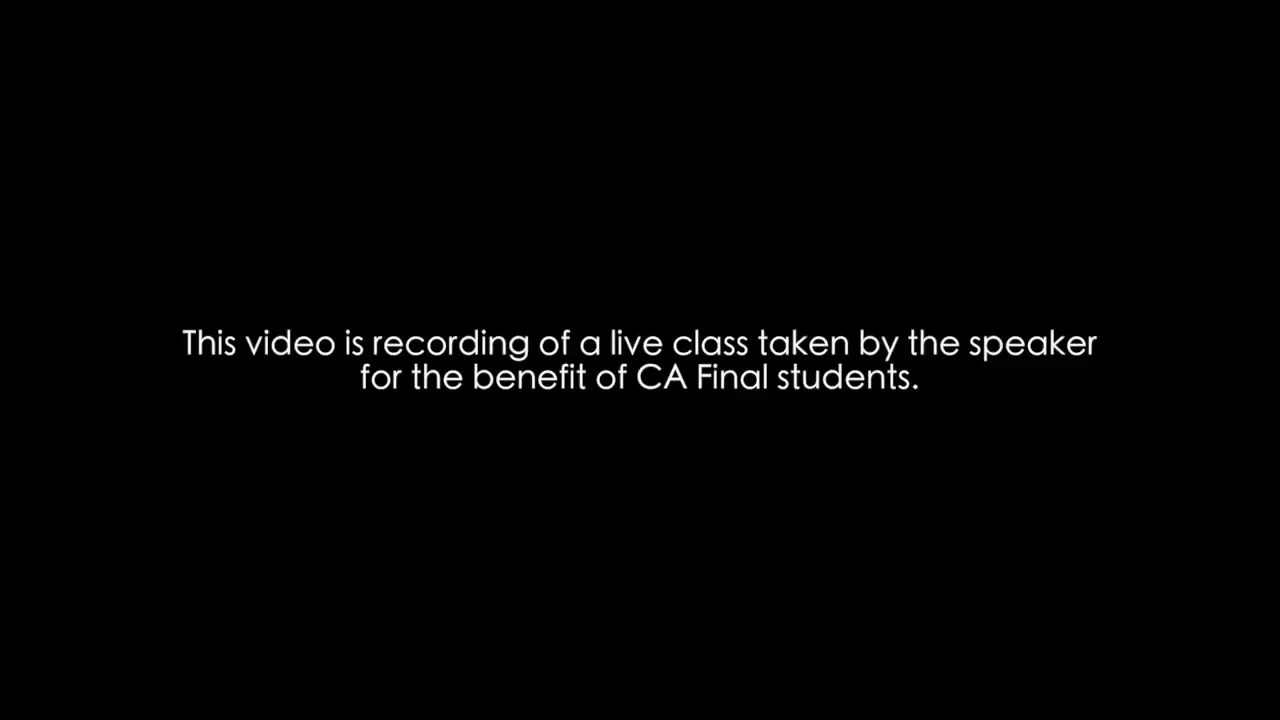 This video is recording of a live class taken by the speaker
for the benefit of CA Final students.